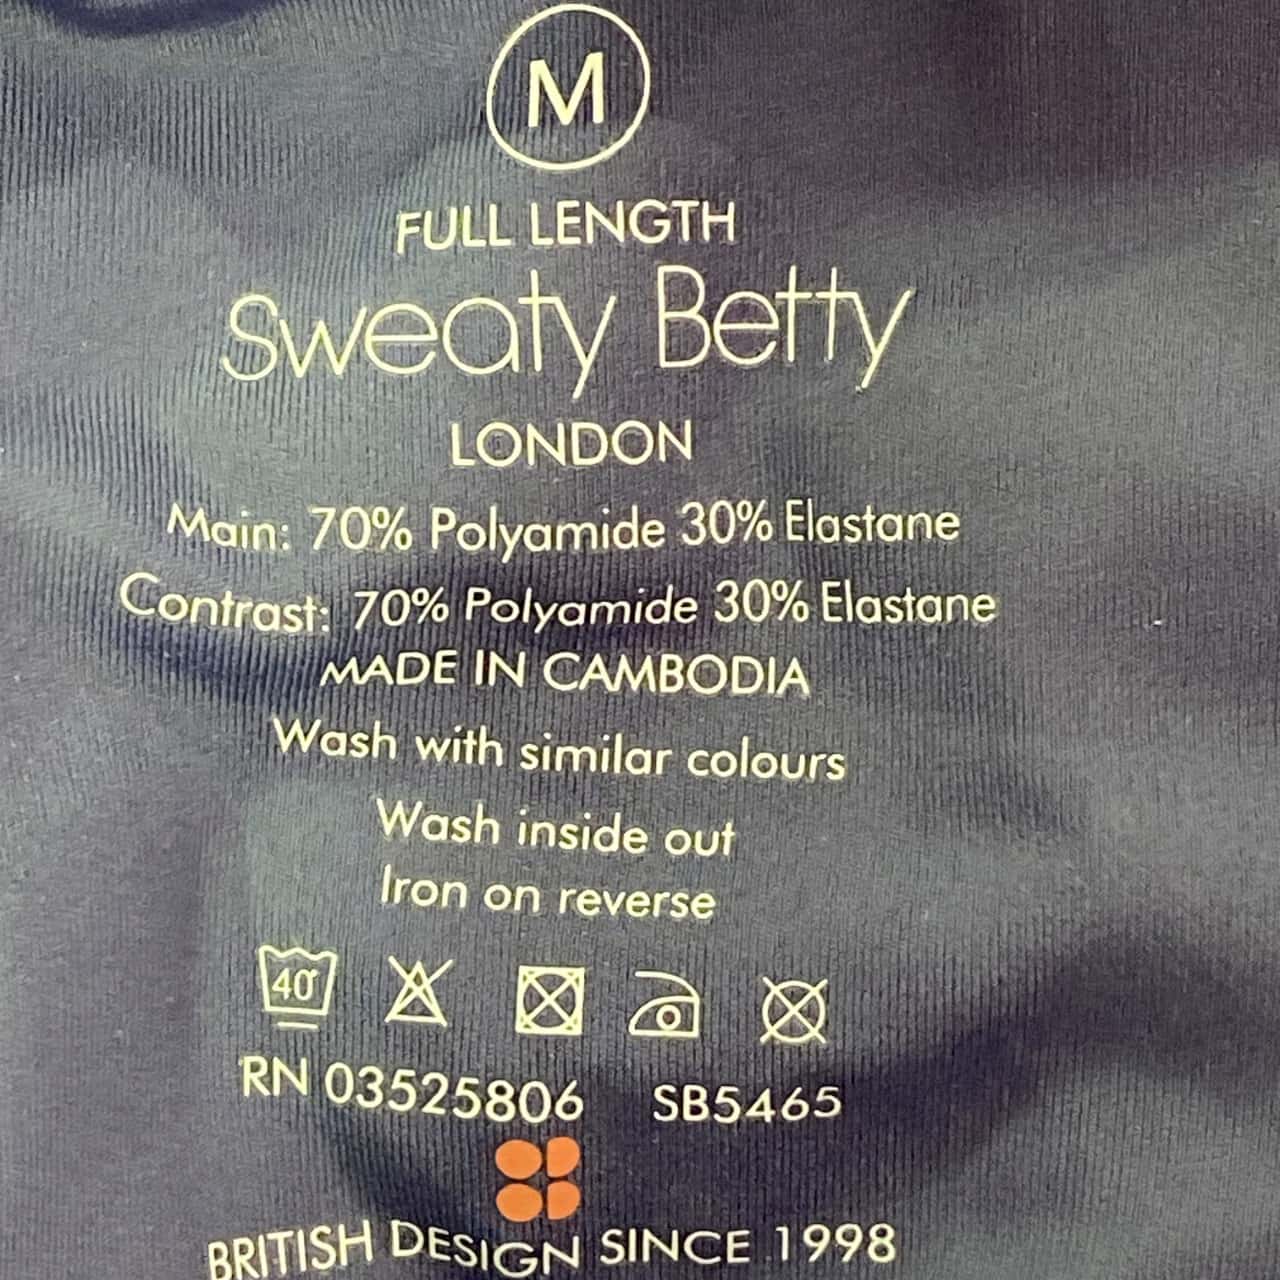 M
FULL LENGTH
Sweaty Betty
LONDON
Main: 70% Polyamide 30% Elastane
Contrast: 70% Polyamide 30% Elastane
MADE IN CAMBODIA
Wash with similar colours
Wash inside out
Iron on reverse
40°
RN 03525806 SB5465
BRITISH DESIGN SINCE 1998